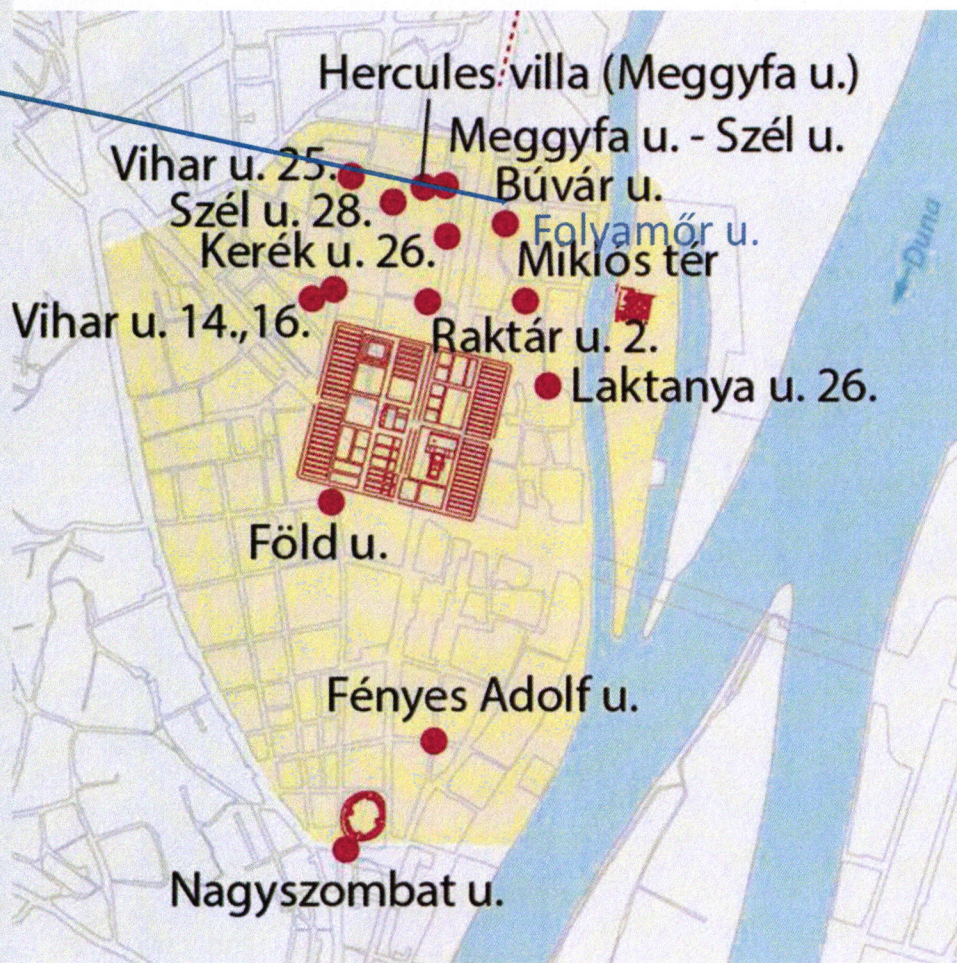 Hercules villa (Meggyfa u.)
Meggyfa u. - Szél u.
Vihar u. 25.
Búvár u.
Szél u. 28.
Folyamőr u.
Kerék u. 26.
Miklós tér
Duna
Vihar u. 14.,16.
Raktár u. 2.
Laktanya u. 26.
Föld u.
Fényes Adolf u.
Nagyszombat u.